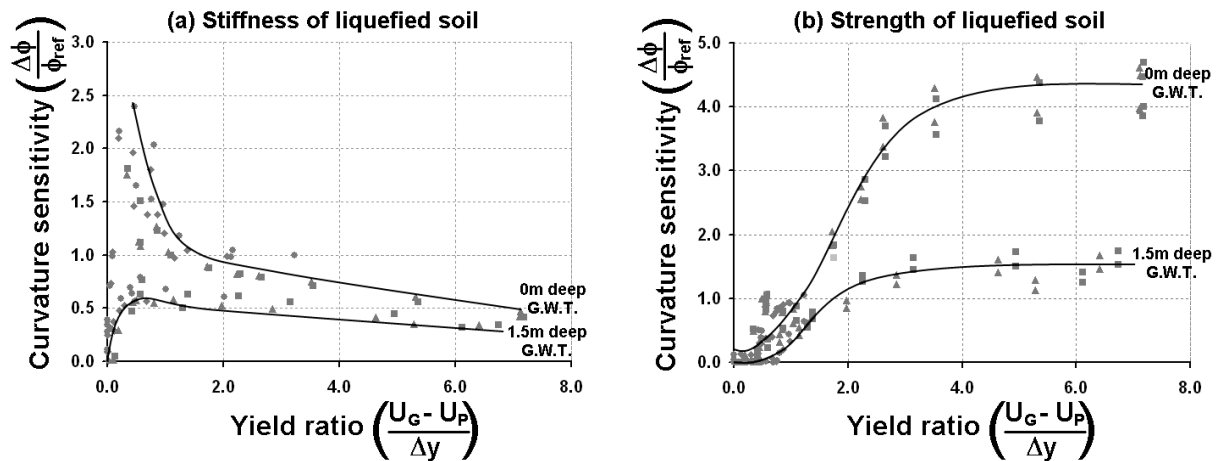 (a) Stiffness of liquefied soil
Curvature sensitivity (Δϕ/ϕref)
3.0
2.5
2.0
1.5
1.0
0.5
0.0
0m deep
G.W.T.
1.5m deep
G.W.T.
0.0 2.0 4.0 6.0 8.0
Yield ratio (UG - UP/Δy)
(b) Strength of liquefied soil
Curvature sensitivity (Δϕ/ϕref)
5.0
4.0
3.0
2.0
1.0
0.0
0m deep
G.W.T.
1.5m deep
G.W.T.
0.0 2.0 4.0 6.0 8.0
Yield ratio (UG - UP/Δy)